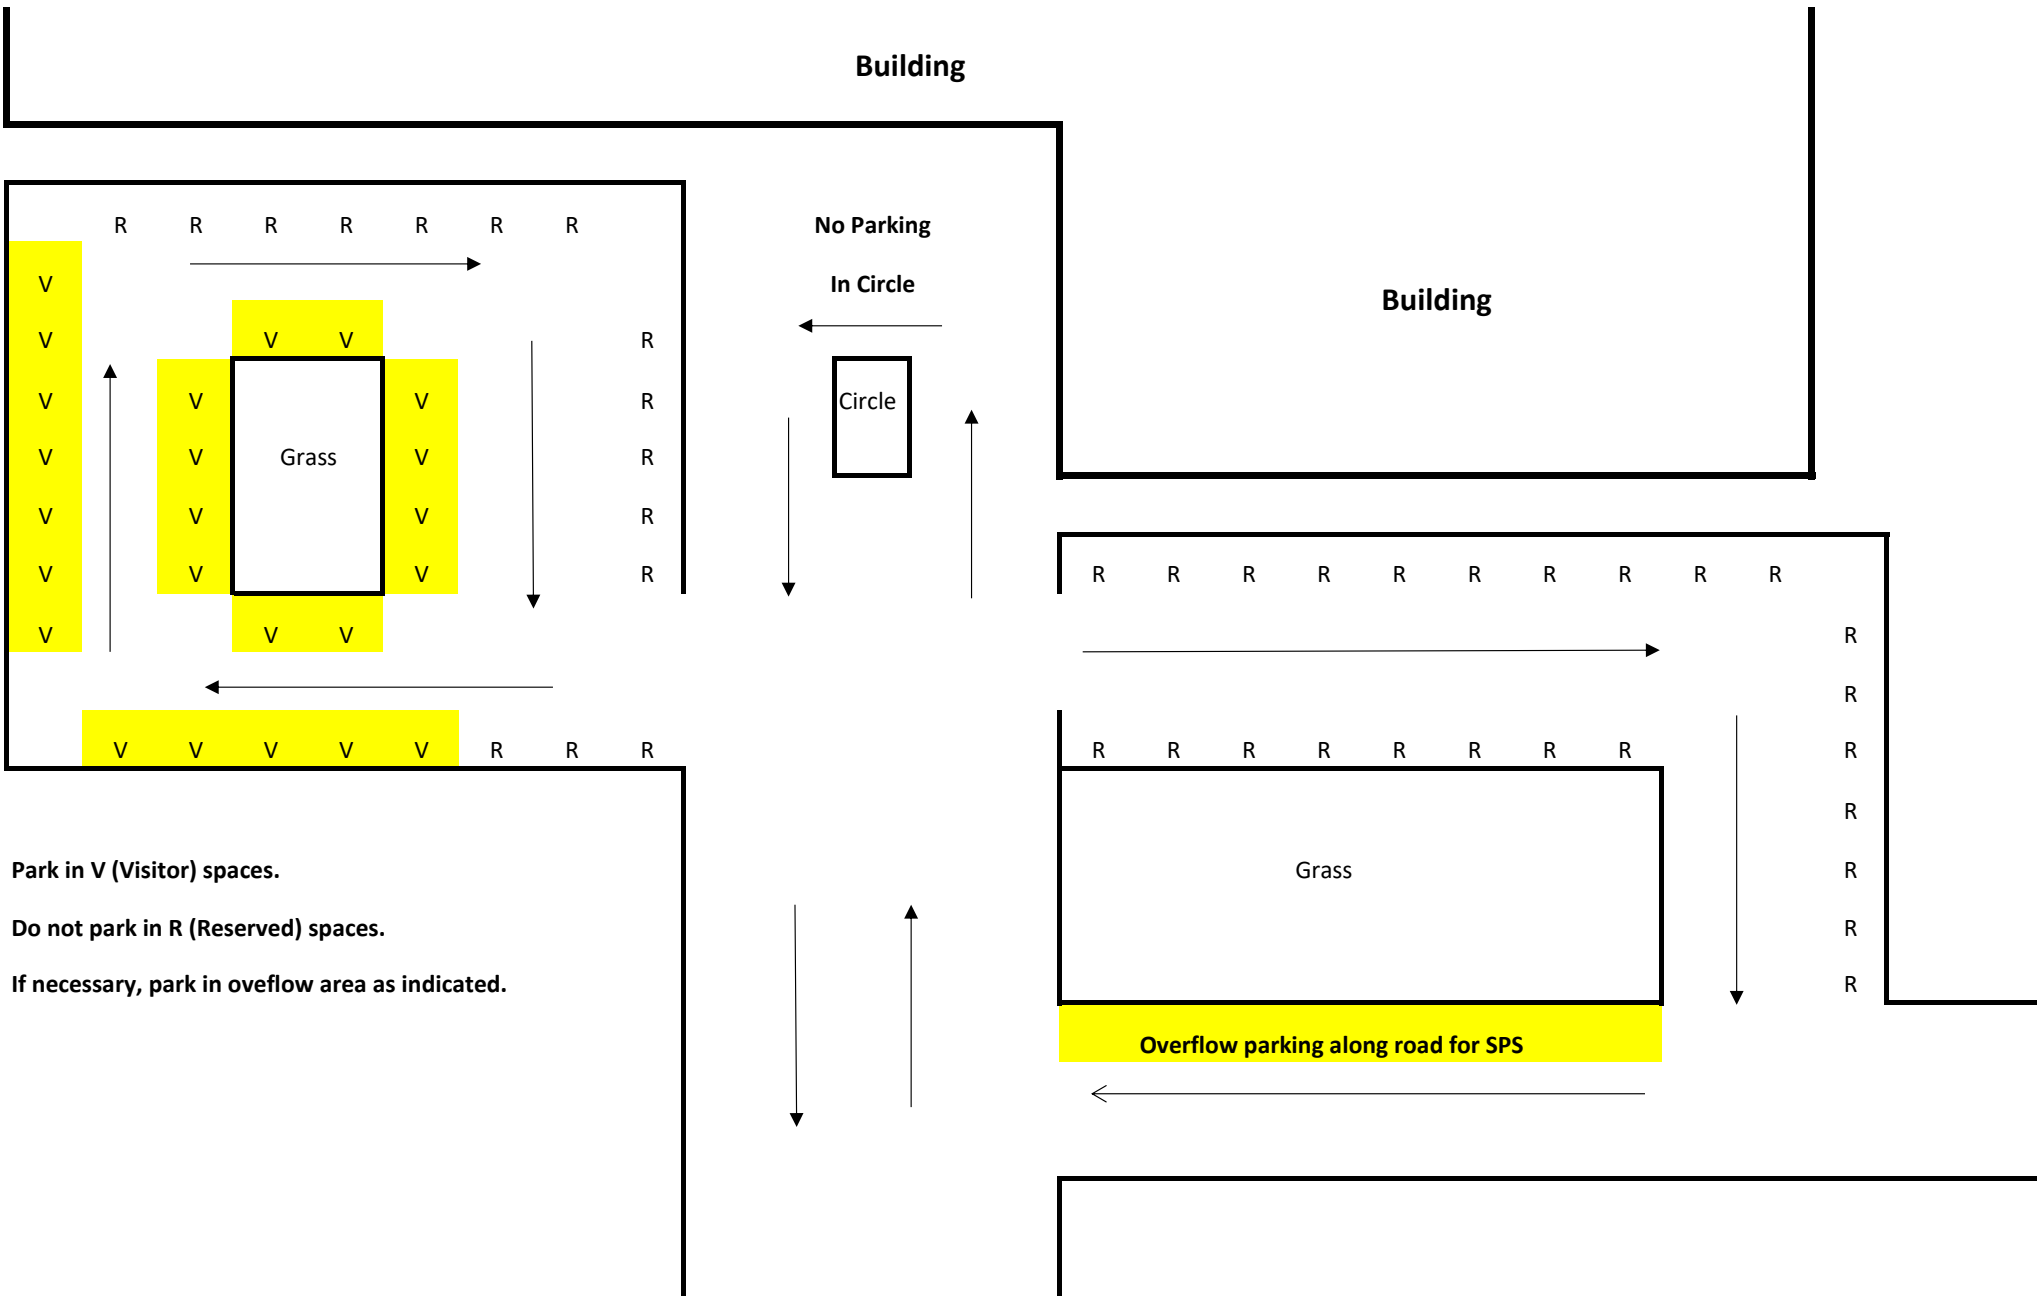 Building
R R R R R R R No Parking
V In Circle Building
V V V R
V V V R Circle
V V Grass V R
V V V R
V V V R R R R R R R R R R R
V V V R
R
V V V V V R R R R R R R R R R R R
R
Park in V (Visitor) spaces. Grass R
Do not park in R (Reserved) spaces. R
If necessary, park in oveflow area as indicated. R
Overflow parking along road for SPS